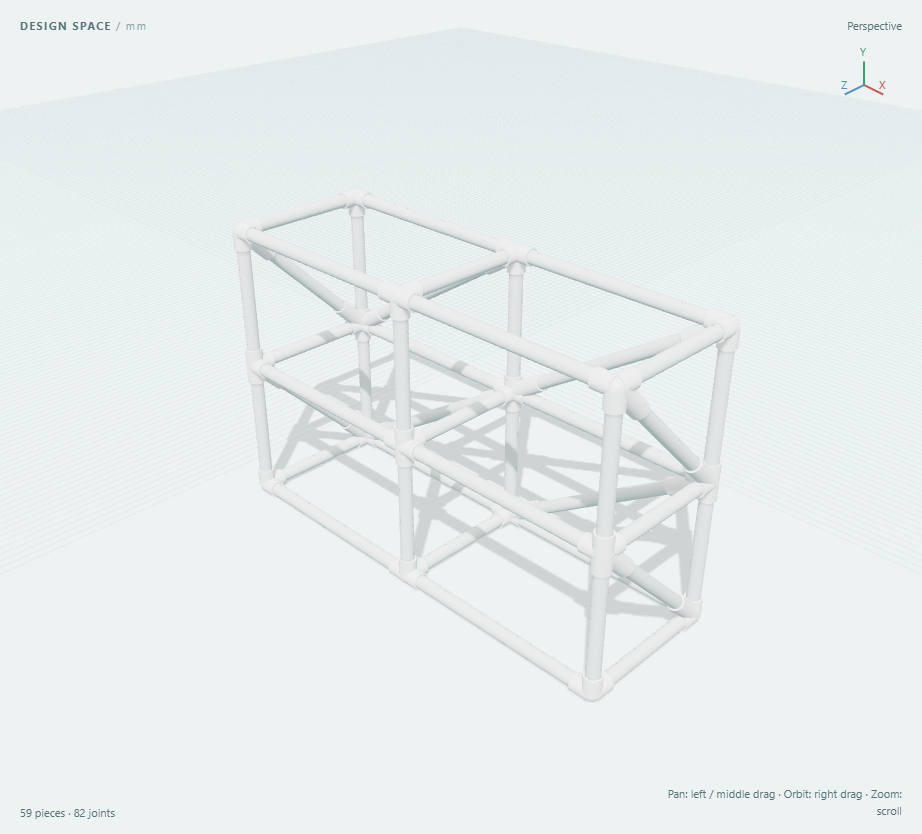 DESIGN SPACE / mm
Perspective
Y
Z X
59 pieces · 82 joints
Pan: left / middle drag · Orbit: right drag · Zoom:
scroll